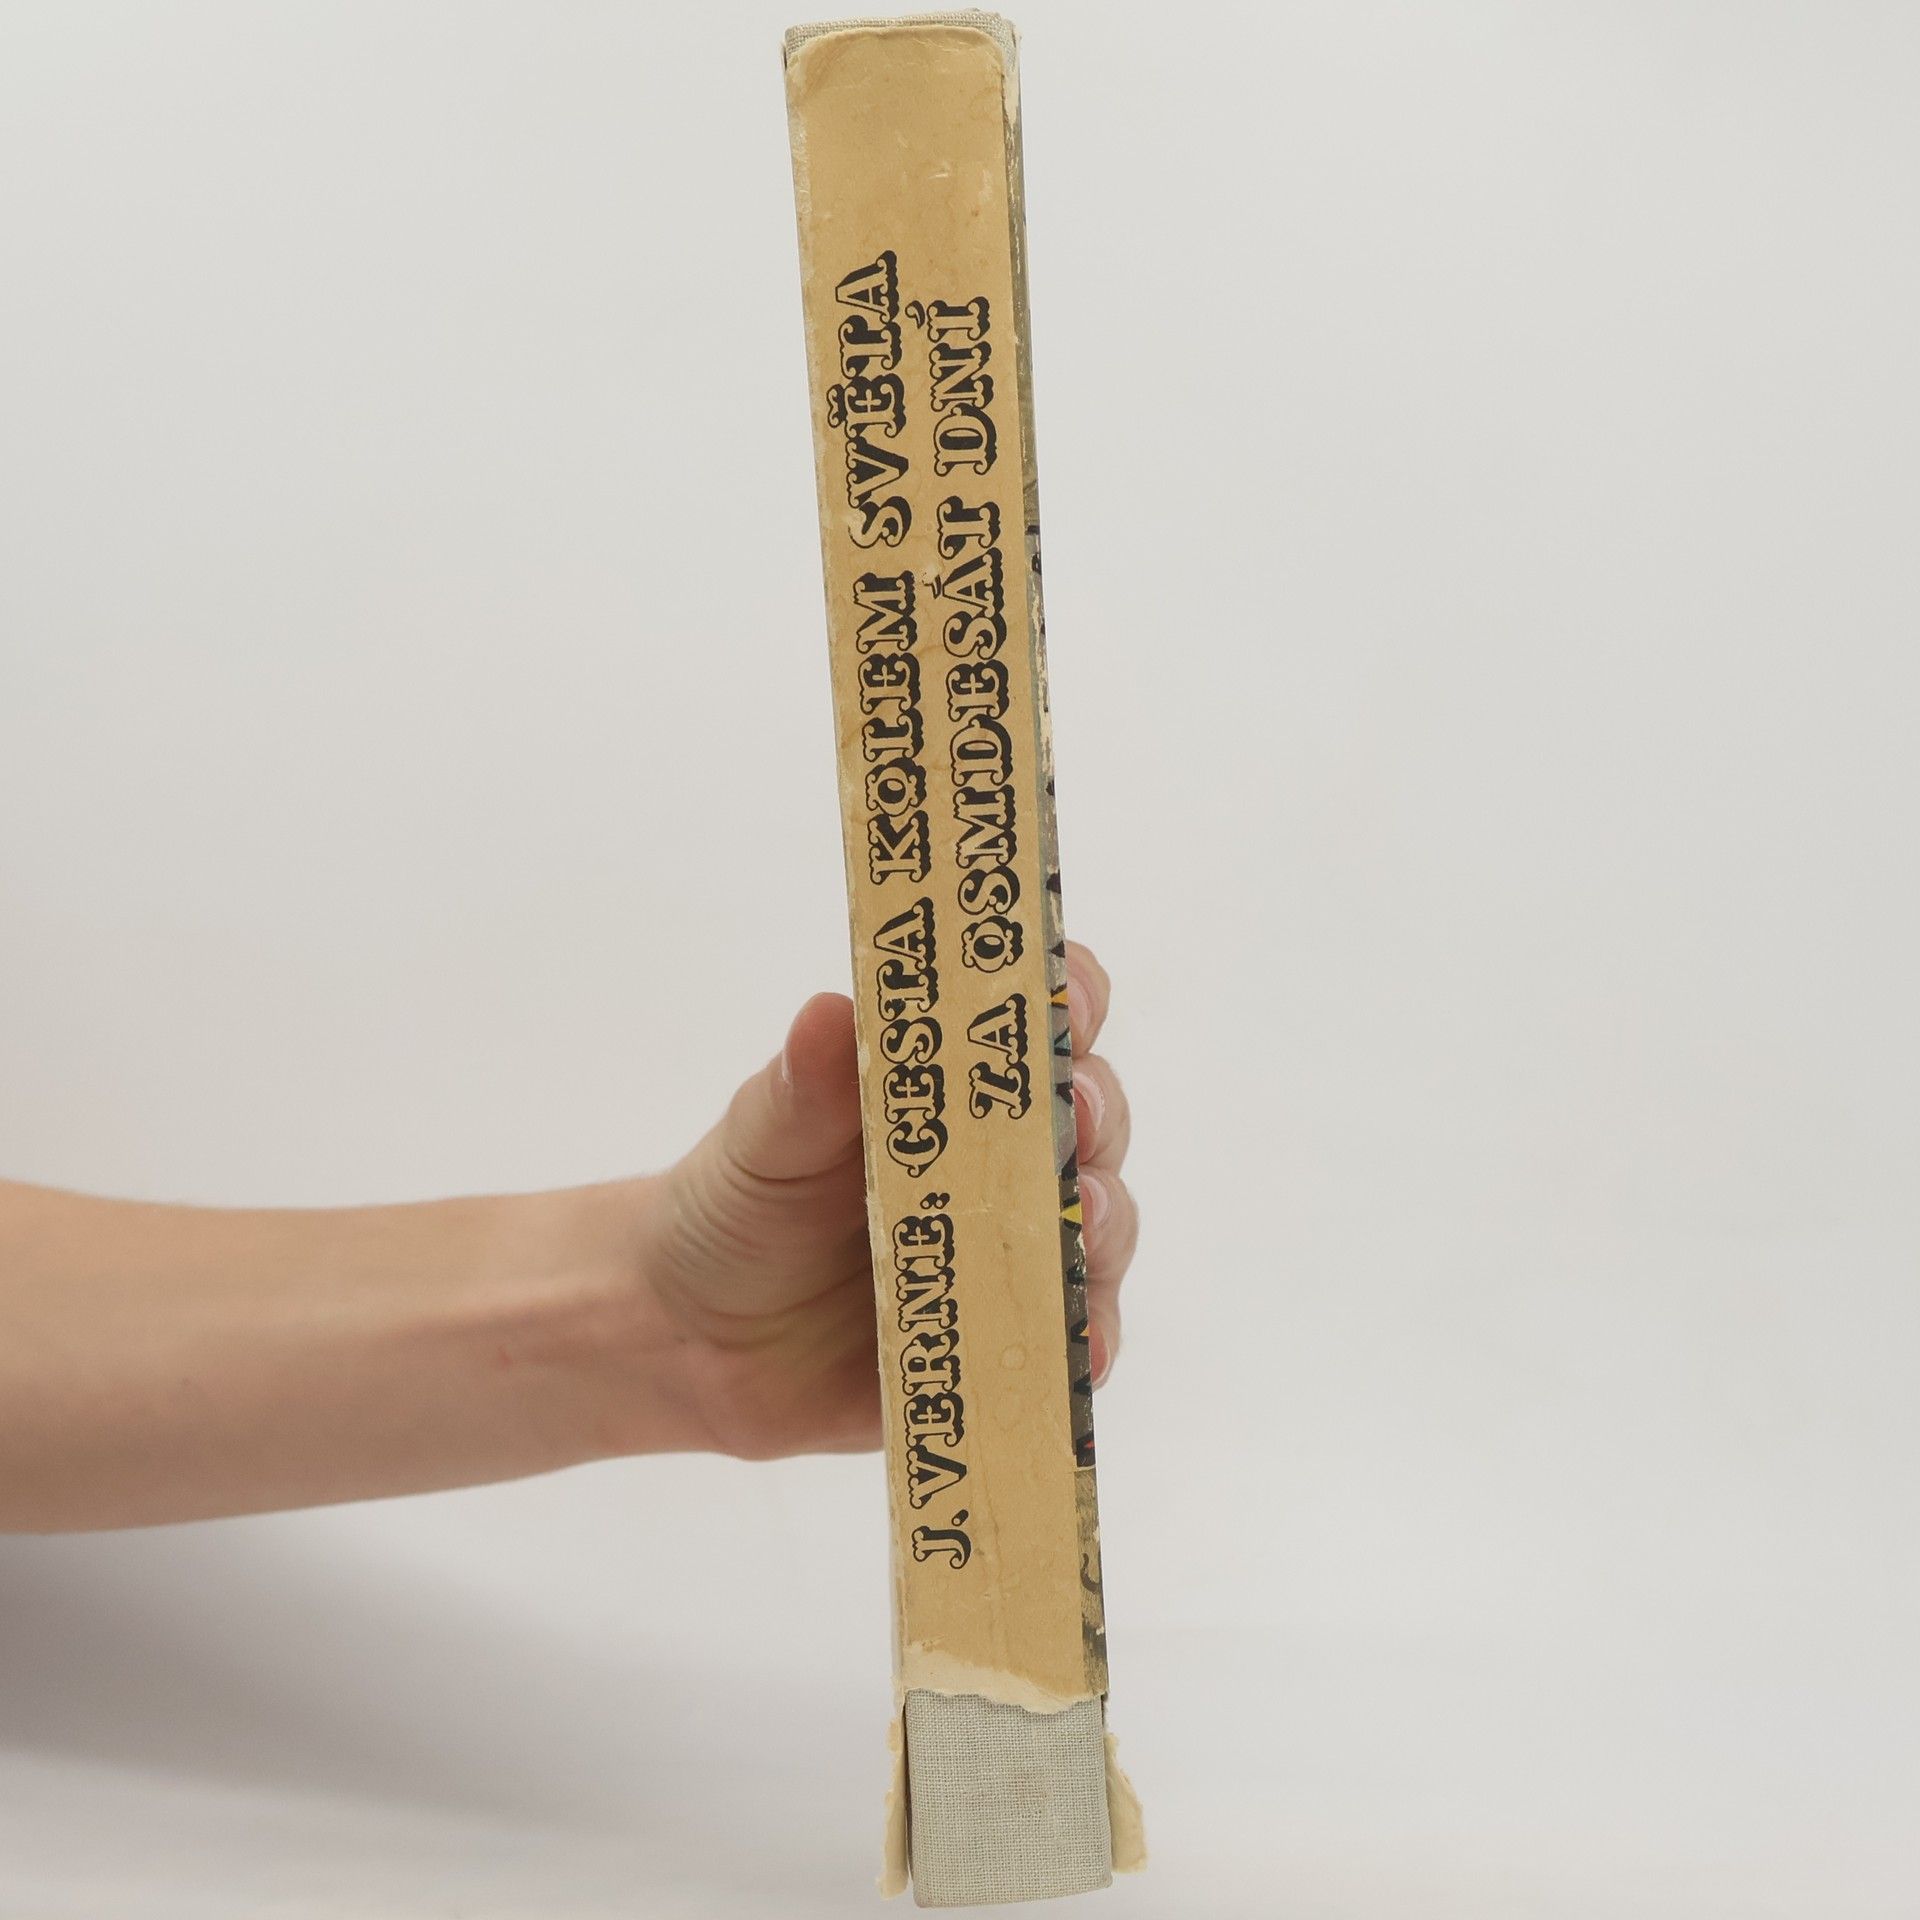 J. VERNE: CESTA KOLEM SVĚTA
ZA OSMDESÁT DNÍ